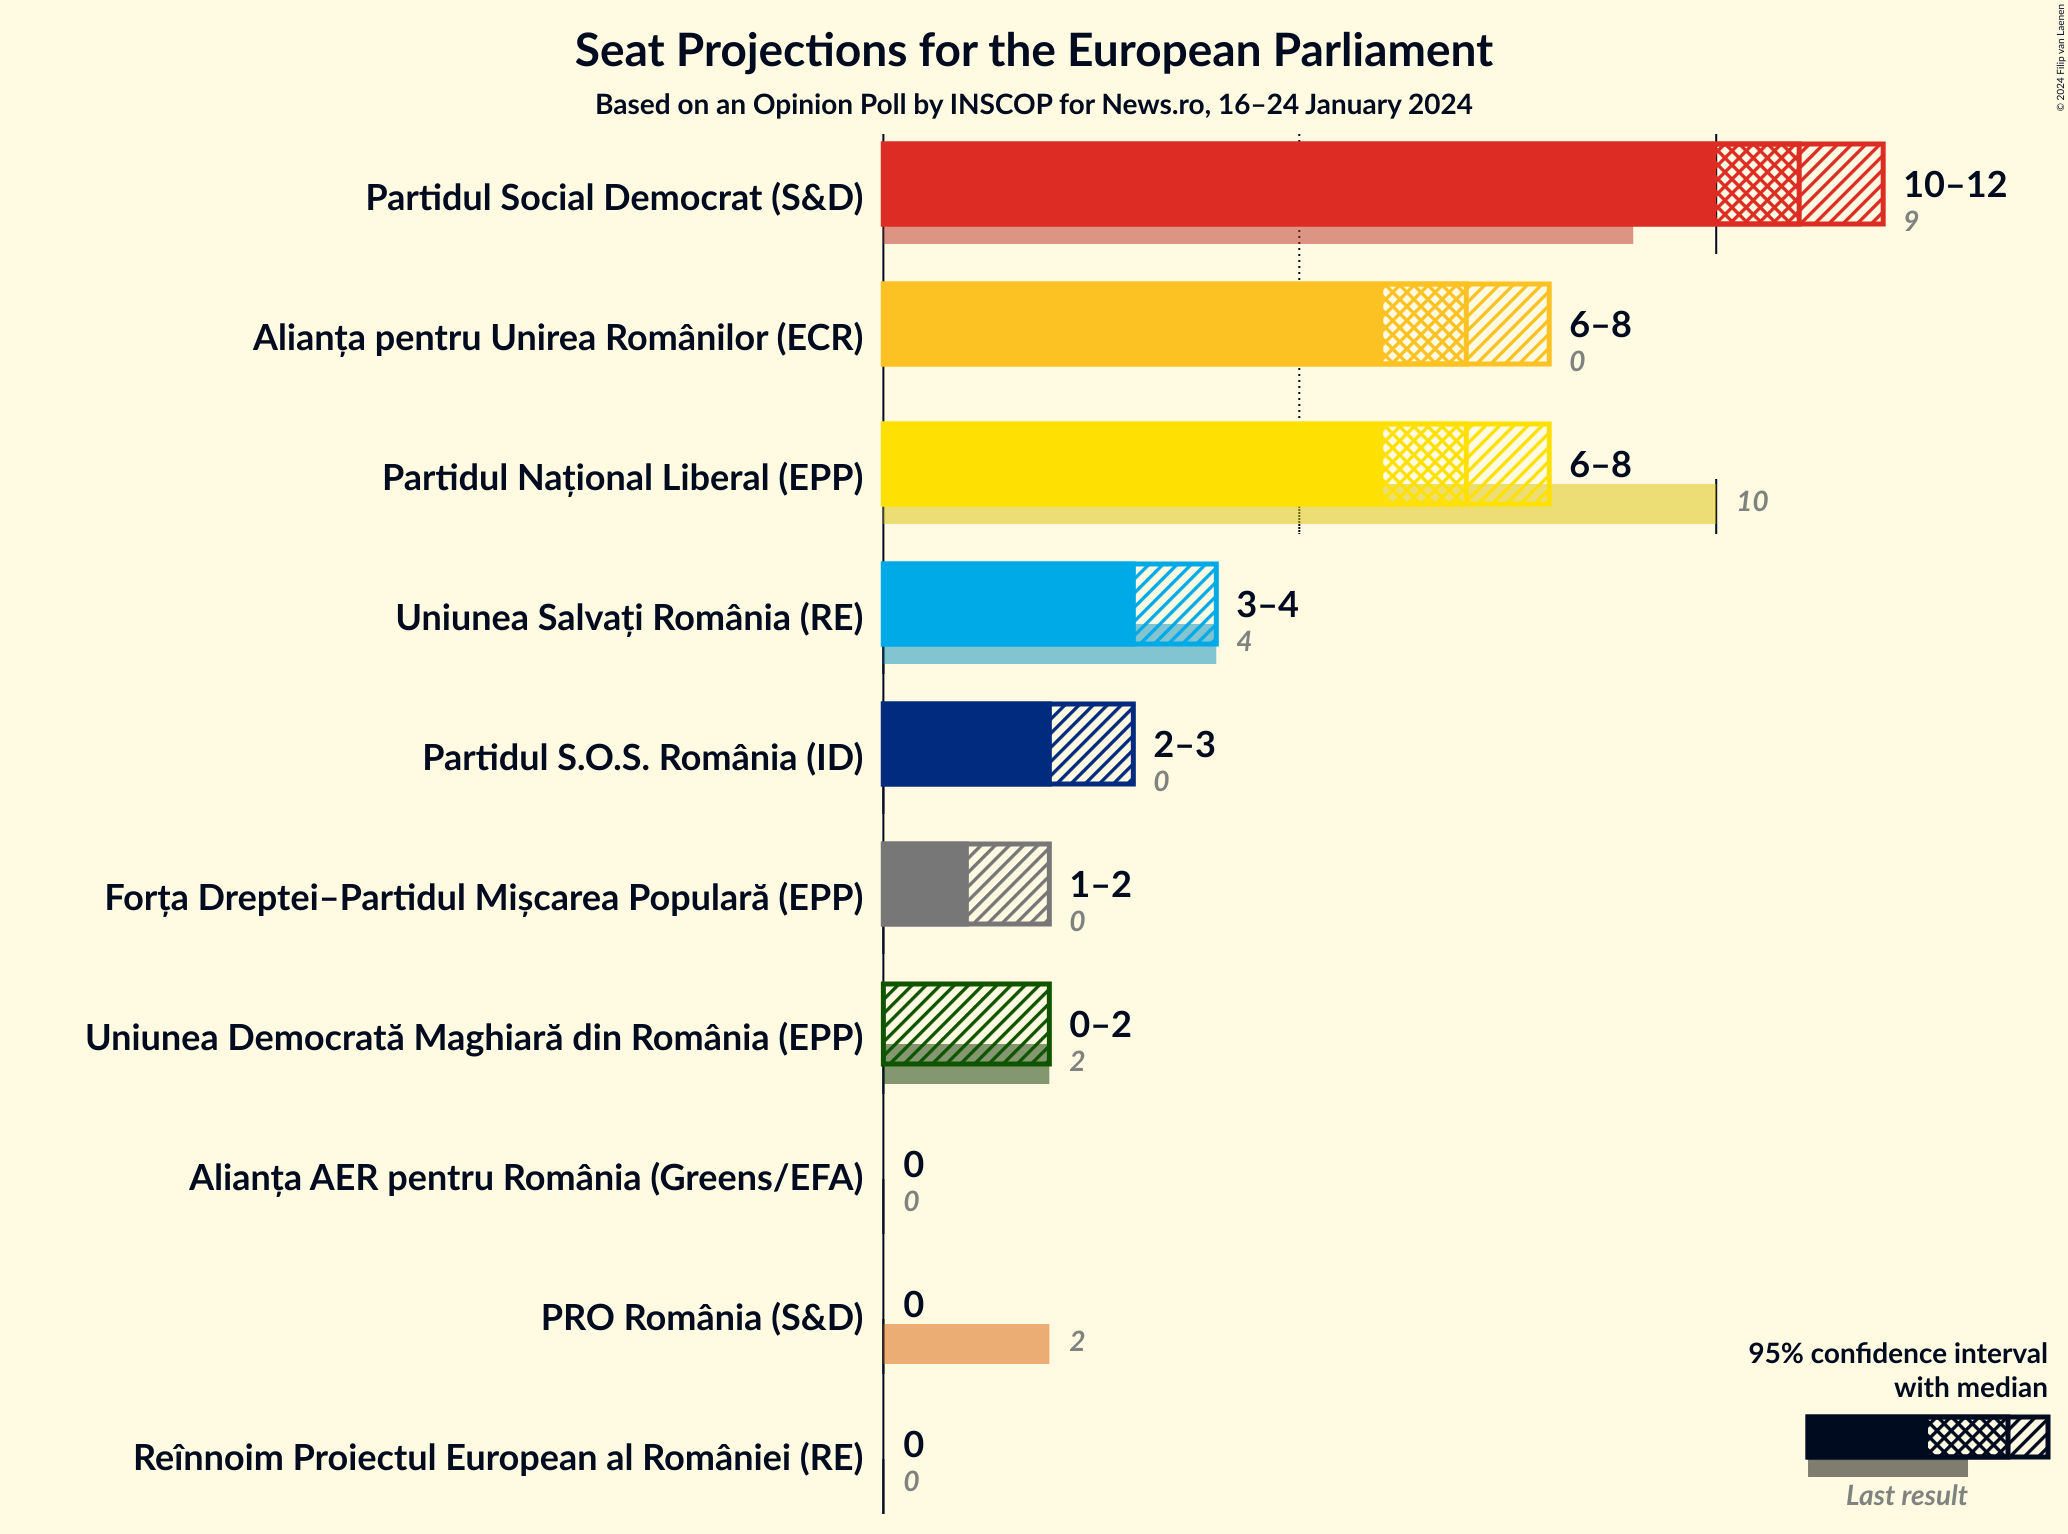 Seat Projections for the European Parliament
Based on an Opinion Poll by INSCOP for News.ro, 16–24 January 2024
© 2024 Filip van Laenen
Partidul Social Democrat (S&D)
10–12
9
Alianța pentru Unirea Românilor (ECR)
6–8
0
Partidul Național Liberal (EPP)
6–8
10
Uniunea Salvați România (RE)
3–4
4
Partidul S.O.S. România (ID)
2–3
0
Forța Dreptei–Partidul Mișcarea Populară (EPP)
1–2
0
Uniunea Democrată Maghiară din România (EPP)
0–2
2
Alianța AER pentru România (Greens/EFA)
0
0
PRO România (S&D)
0
2
Reînnoim Proiectul European al României (RE)
0
0
95% confidence interval
with median
Last result